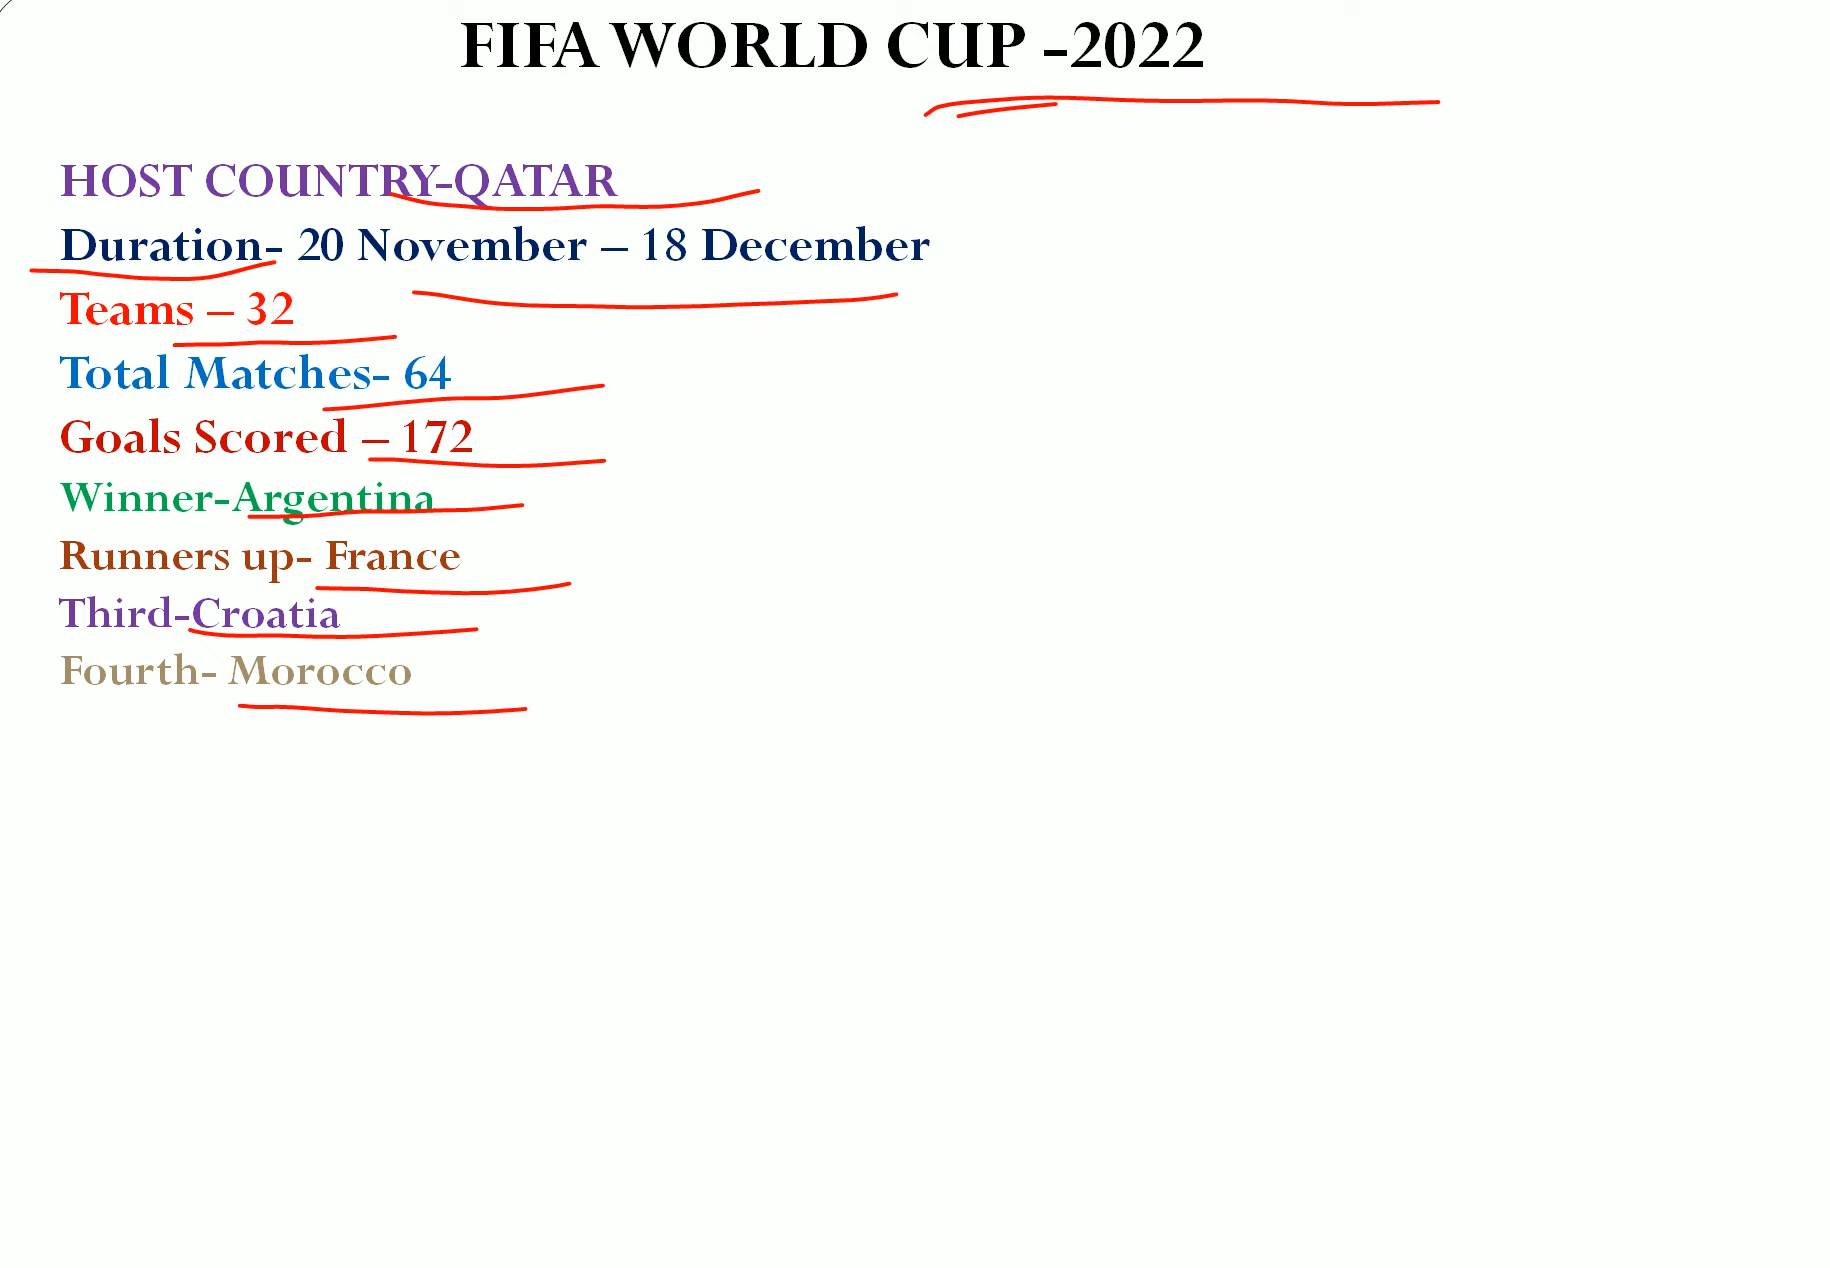 FIFA WORLD CUP -2022
HOST COUNTRY-QATAR
Duration- 20 November – 18 December
Teams – 32
Total Matches- 64
Goals Scored – 172
Winner-Argentina
Runners up- France
Third-Croatia
Fourth- Morocco